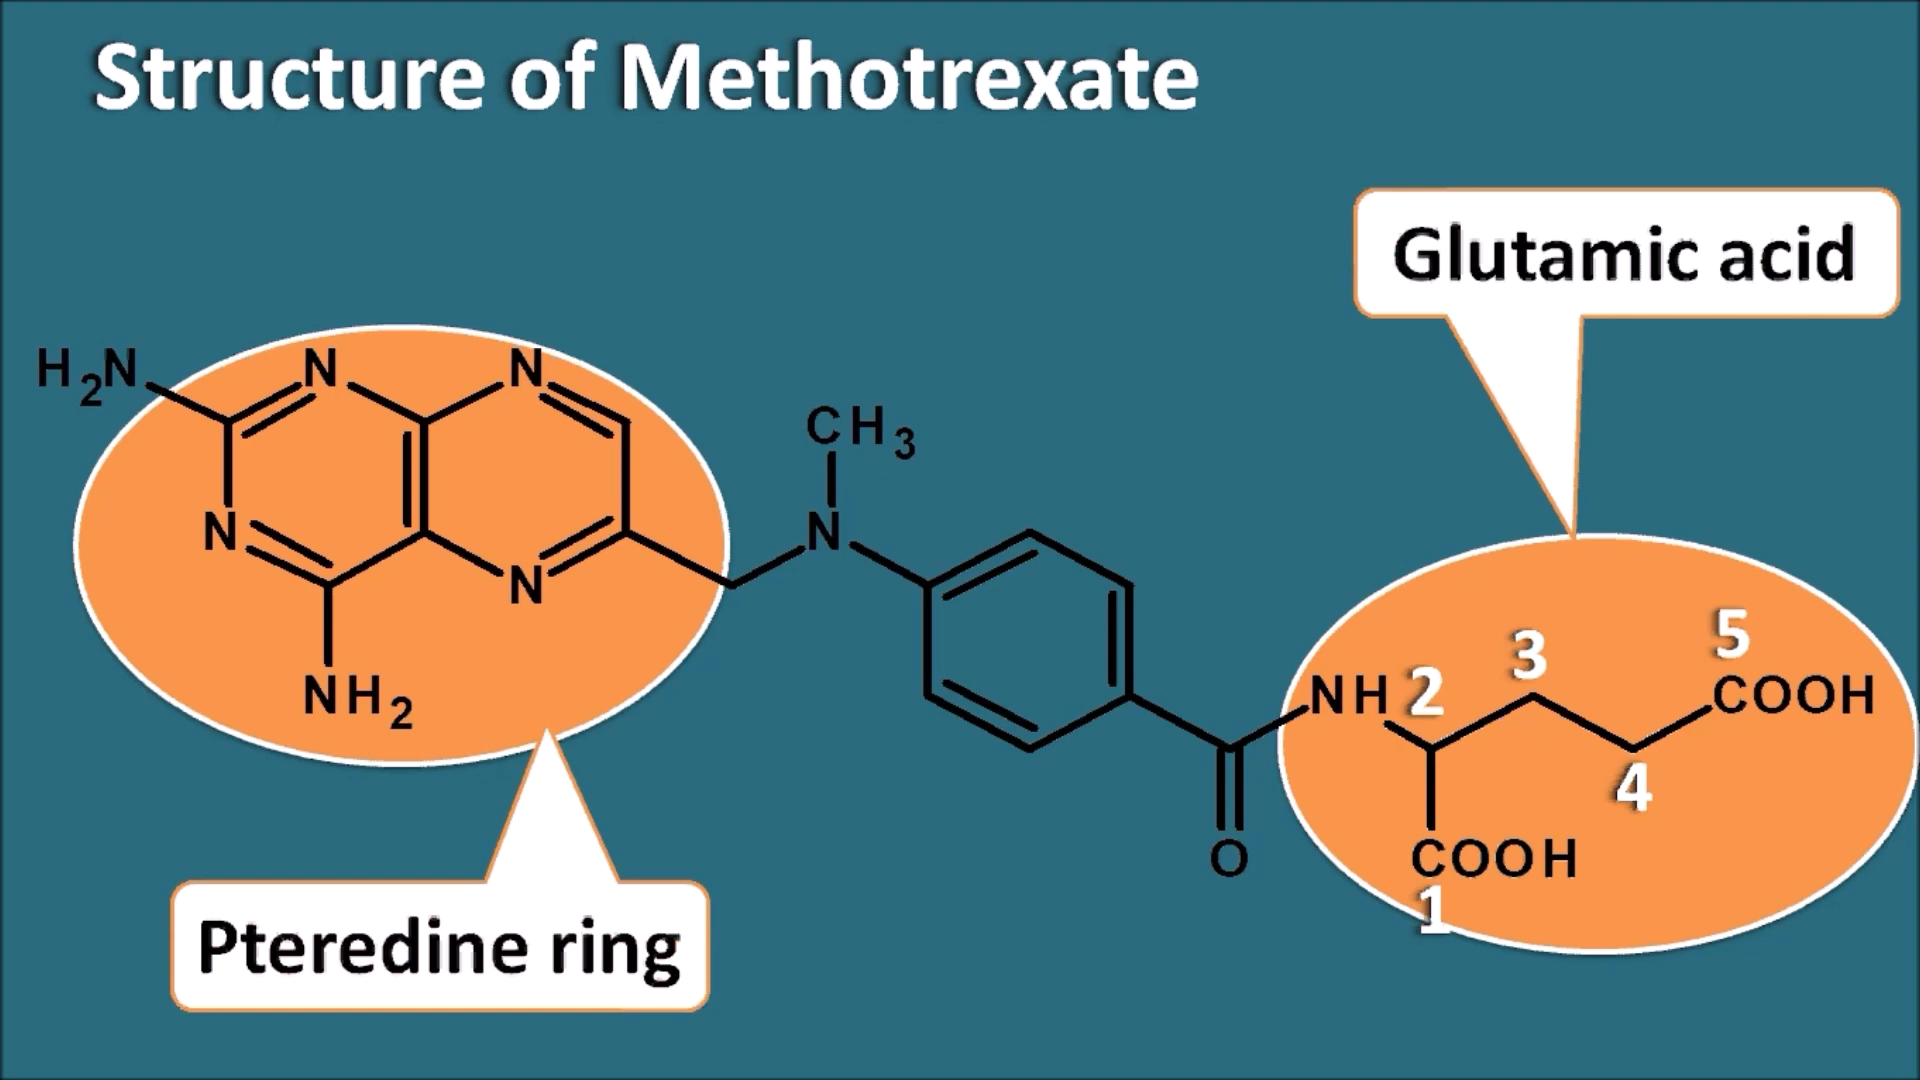 Structure of Methotrexate
Glutamic acid
H2N
N
N
CH3
N
N
N
NH2
NH
2
3
4
5
COOH
O
COOH
1
Pteredine ring